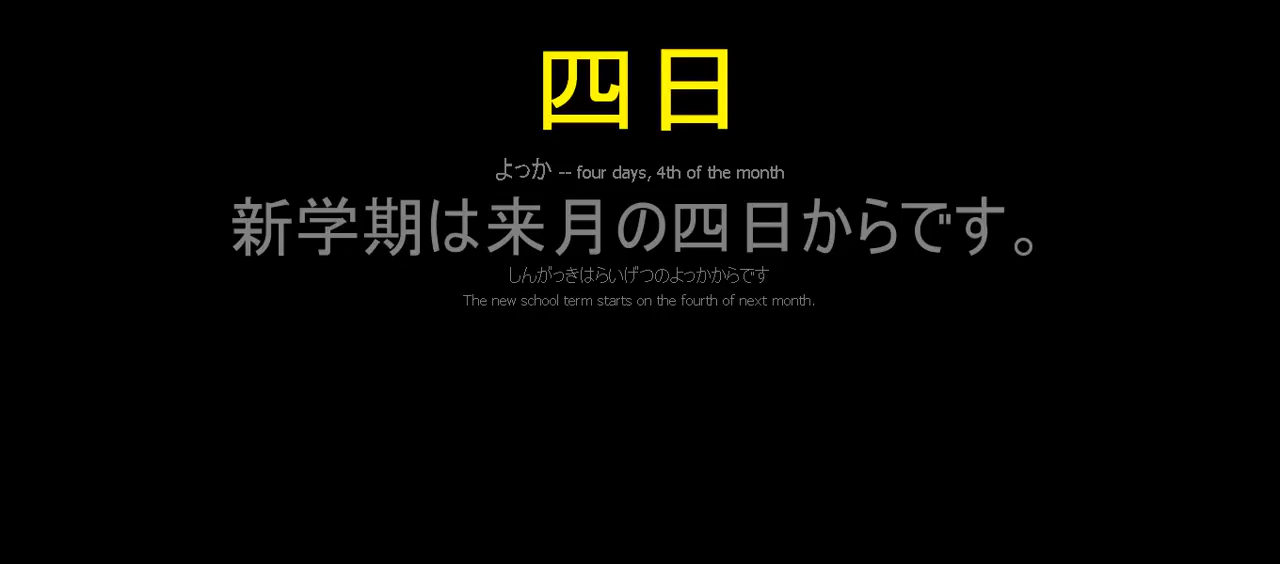 四日
よっか -- four days, 4th of the month
新学期は来月の四日からです。
しんがっきはらいげつのよっかからです
The new school term starts on the fourth of next month.